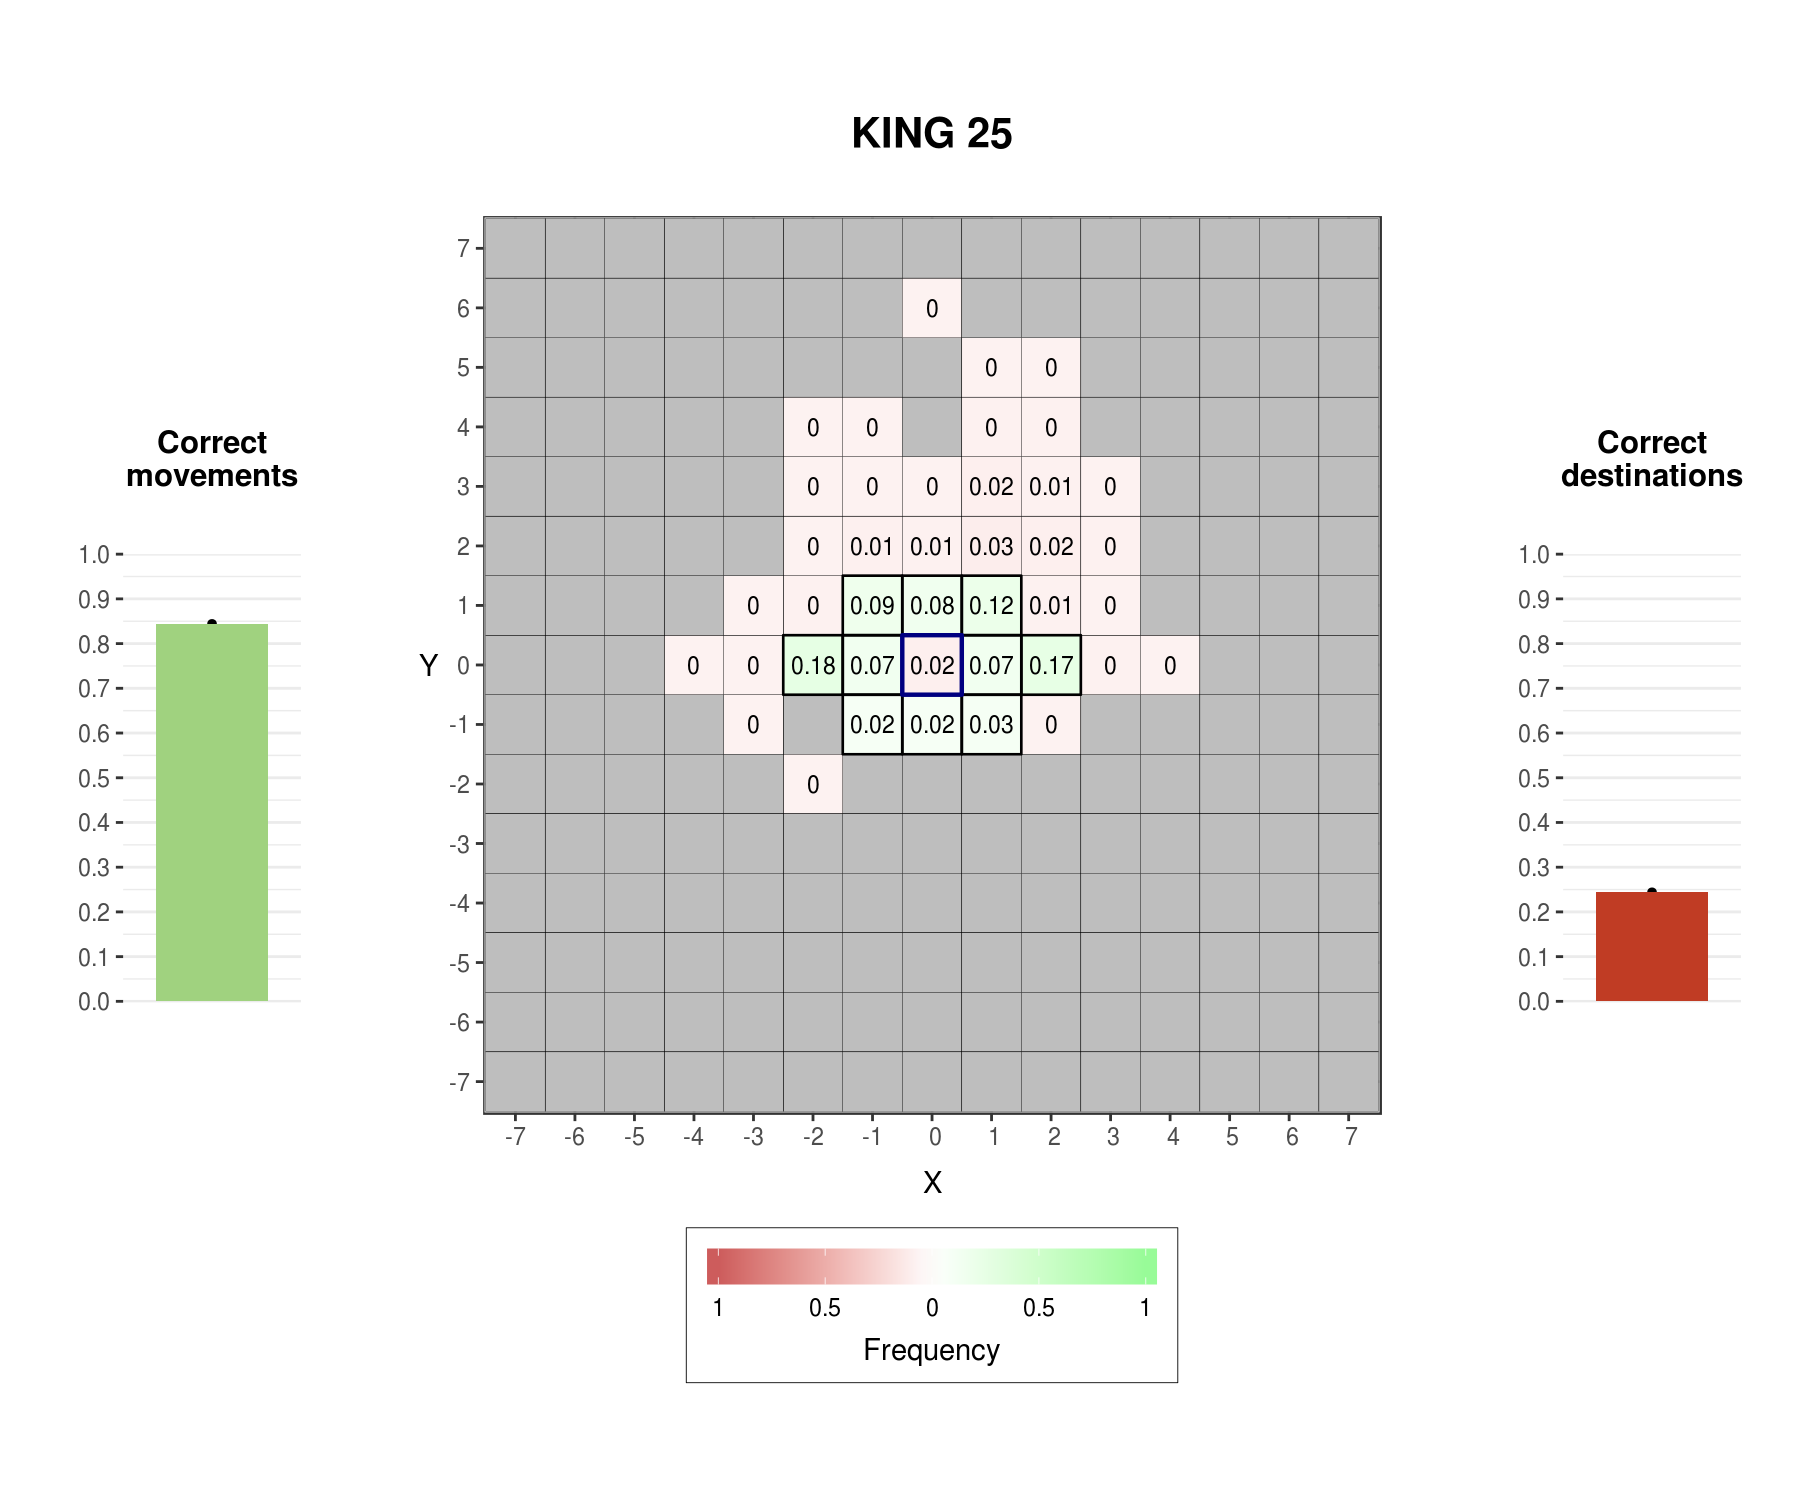 KING 25
Correct
movements
1.0
0.9
0.8
0.7
0.6
0.5
0.4
0.3
0.2
0.1
0.0
Y
7
6 0
5 0 0
4 0 0 0 0
3 0 0 0 0.02 0.01 0
2 0 0.01 0.01 0.03 0.02 0
1 0 0 0.09 0.08 0.12 0.01 0
0 0 0 0.18 0.07 0.02 0.07 0.17 0 0
-1 0 0.02 0.02 0.03 0
-2 0
-3
-4
-5
-6
-7
-7 -6 -5 -4 -3 -2 -1 0 1 2 3 4 5 6 7
X
1 0.5 0 0.5 1
Frequency
Correct
destinations
1.0
0.9
0.8
0.7
0.6
0.5
0.4
0.3
0.2
0.1
0.0